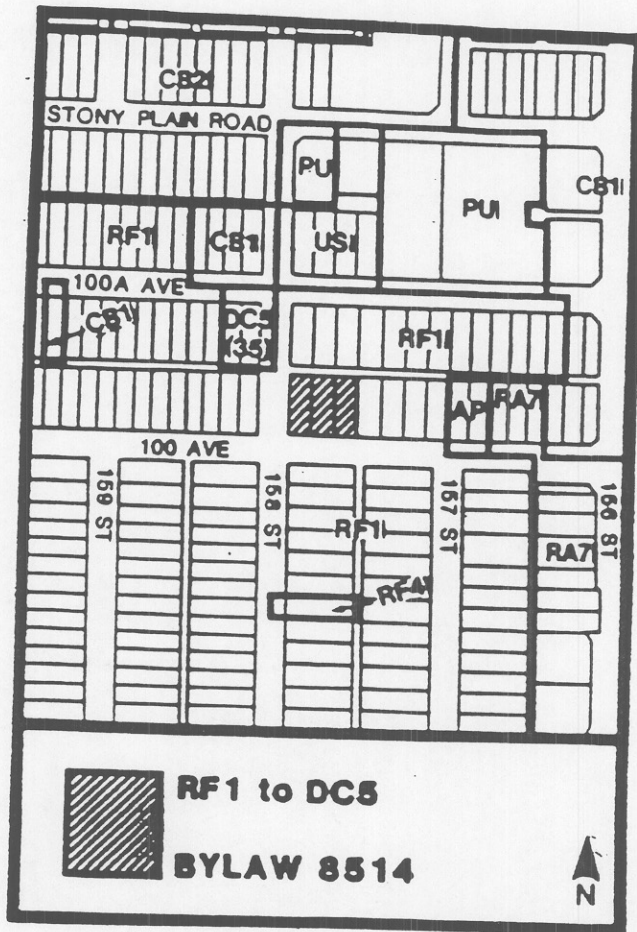 CB2
STONY PLAIN ROAD
PU
PU
CB1
RF1
CB1
US
100A AVE
CB1
DC5
(35)
RF1
AP
RA7
100 AVE
159 ST
158 ST
157 ST
156 ST
RF1
RA7
RF4
RF1 to DC5
BYLAW 8514
N